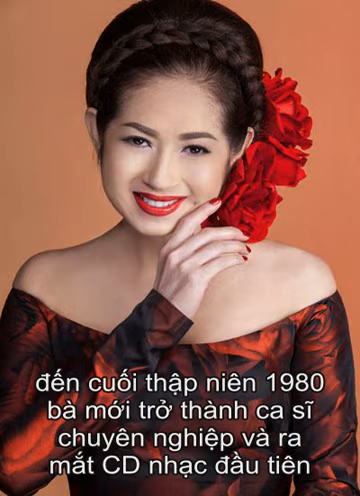 đến cuối thập niên 1980
bà mới trở thành ca sĩ
chuyên nghiệp và ra
mắt CD nhạc đầu tiên